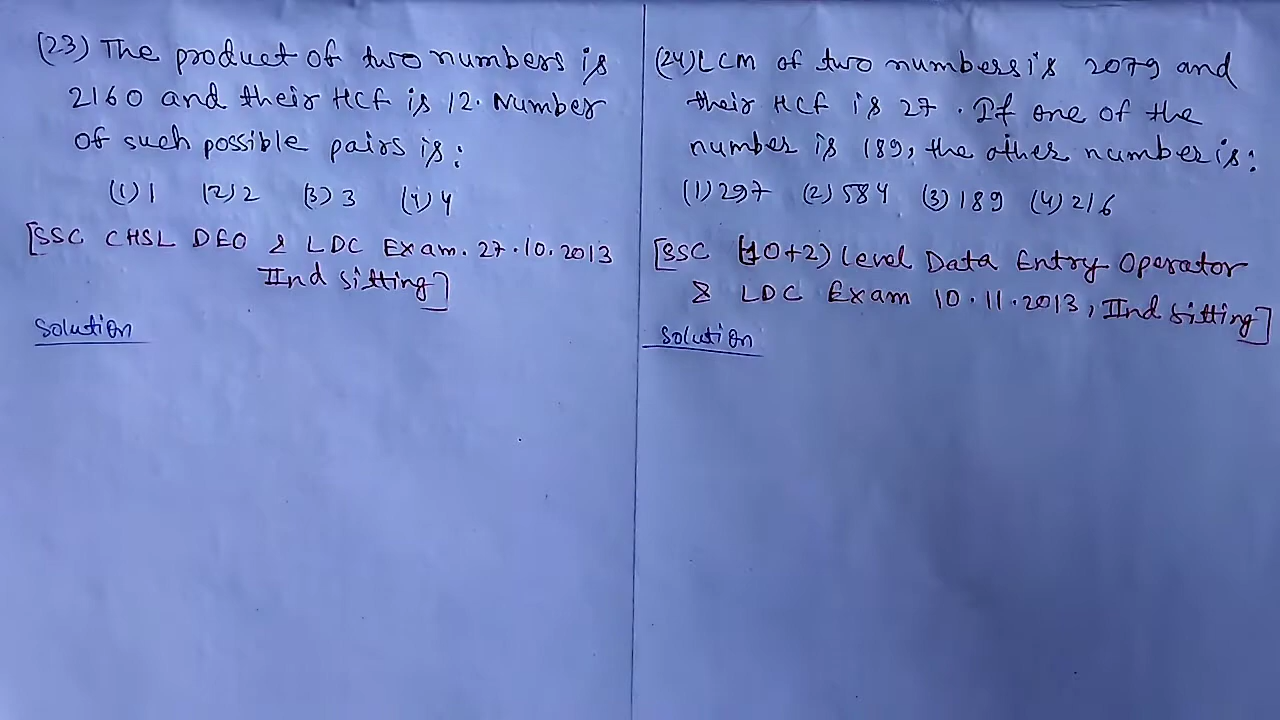 (23) The product of two numbers is
2160 and their HCF is 12. Number
of such possible pairs is:
(1) 1 (2) 2 (3) 3 (4) 4
[SSC CHSL DEO & LDC Exam. 27.10.2013
IInd Sitting]
Solution
(24) LCM of two numbers is 2079 and
their HCF is 27. If one of the
number is 189, the other number is:
(1) 297 (2) 584 (3) 189 (4) 216
[SSC (10+2) Level Data Entry Operator
& LDC Exam 10.11.2013, IInd Sitting]
Solution